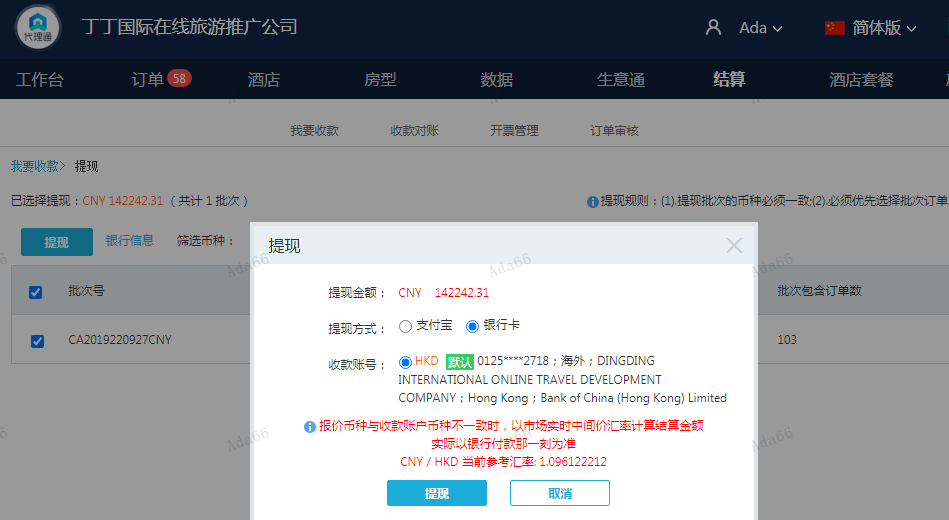 代理通
丁丁国际在线旅游推广公司
Ada
简体版
工作台 订单 58 酒店 房型 数据 生意通 结算 酒店套餐
我要收款 收款对账 开票管理 订单审核
我要收款> 提现
已选择提现：CNY 142242.31 （ 共计 1 批次 ）
提现规则：(1).提现批次的币种必须一致;(2).必须优先选择批次订单
提现 银行信息 筛选币种：
批次号 批次包含订单数
CA2019220927CNY 103
提现
提现金额： CNY 142242.31
提现方式： 支付宝 银行卡
收款账号： HKD 默认 0125****2718；海外；DINGDING
INTERNATIONAL ONLINE TRAVEL DEVELOPMENT
COMPANY；Hong Kong；Bank of China (Hong Kong) Limited
报价币种与收款账户币种不一致时，以市场实时中间价汇率计算结算金额
实际以银行付款那一刻为准
CNY / HKD 当前参考汇率: 1.096122212
提现 取消
Ada66
Ada66
Ada66
Ada66